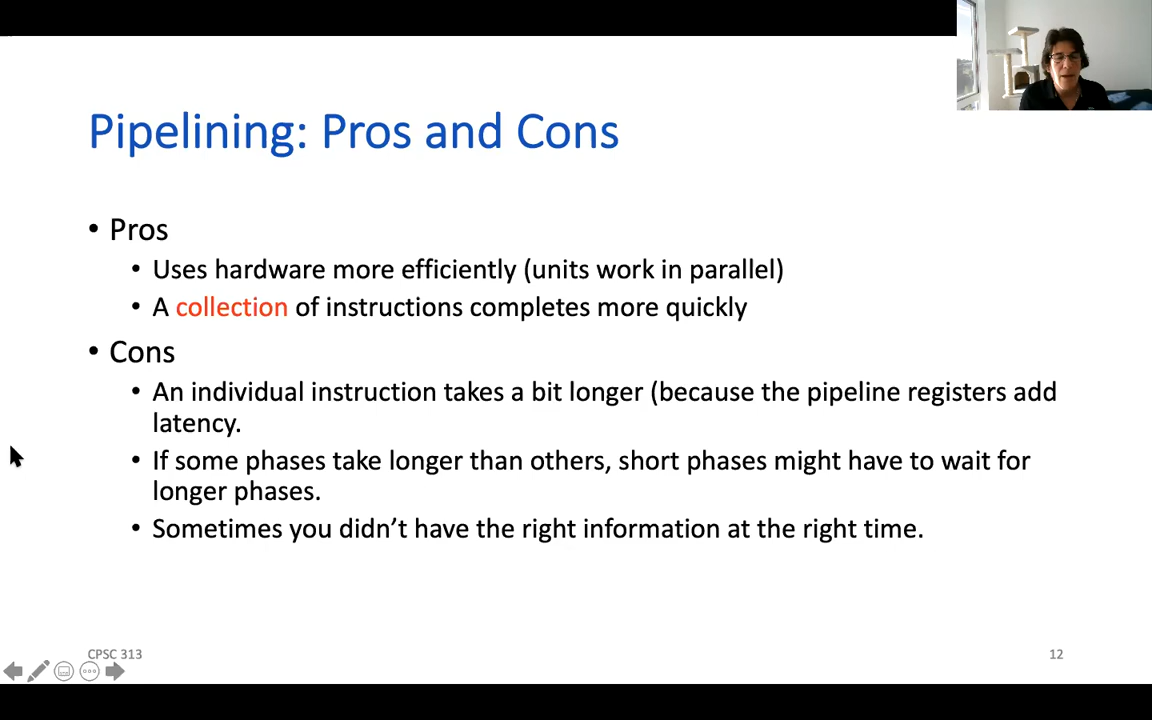 Pipelining: Pros and Cons
• Pros
• Uses hardware more efficiently (units work in parallel)
• A collection of instructions completes more quickly
• Cons
• An individual instruction takes a bit longer (because the pipeline registers add
latency.
• If some phases take longer than others, short phases might have to wait for
longer phases.
• Sometimes you didn’t have the right information at the right time.
CPSC 313
12